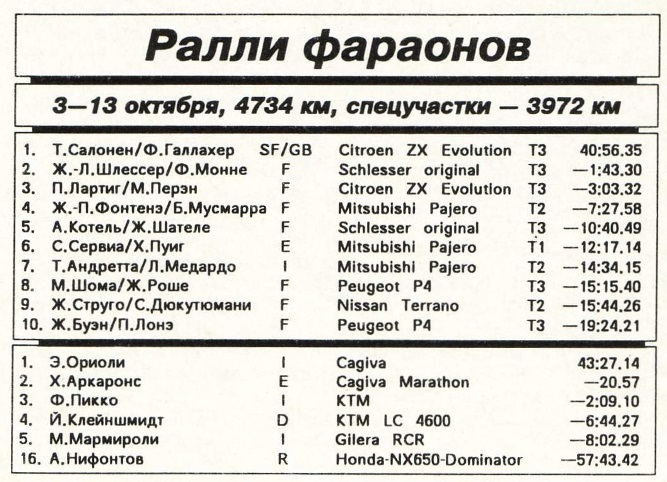 Ралли фараонов
3—13 октября, 4734 км, спецучастки — 3972 км
1. Т.Салонен/Ф.Галлахер SF/GB Citroen ZX Evolution T3 40:56.35
2. Ж.-Л.Шлессер/Ф.Монне F Schlesser original T3 —1:43.30
3. П.Лартиг/М.Перэн F Citroen ZX Evolution T3 —3:03.32
4. Ж.-П.Фонтенэ/Б.Мусмарра F Mitsubishi Pajero T2 —7:27.58
5. А.Котель/Ж.Шателе F Schlesser original T3 —10:40.49
6. С.Сервиа/Х.Пуиг E Mitsubishi Pajero T1 —12:17.14
7. Т.Андретта/Л.Медардо I Mitsubishi Pajero T2 —14:34.15
8. М.Шома/Ж.Роше F Peugeot P4 T3 —15:15.40
9. Ж.Струго/С.Дюкутюмани F Nissan Terrano T2 —15:44.26
10. Ж.Буэн/П.Лонэ F Peugeot P4 T3 —19:24.21
1. Э.Ориоли I Cagiva 43:27.14
2. Х.Аркаронс E Cagiva Marathon —20.57
3. Ф.Пикко I KTM —2:09.10
4. Й.Клейншмидт D KTM LC 4600 —6:44.27
5. М.Мармироли I Gilera RCR —8:02.29
16. А.Нифонтов R Honda-NX650-Dominator —57:43.42